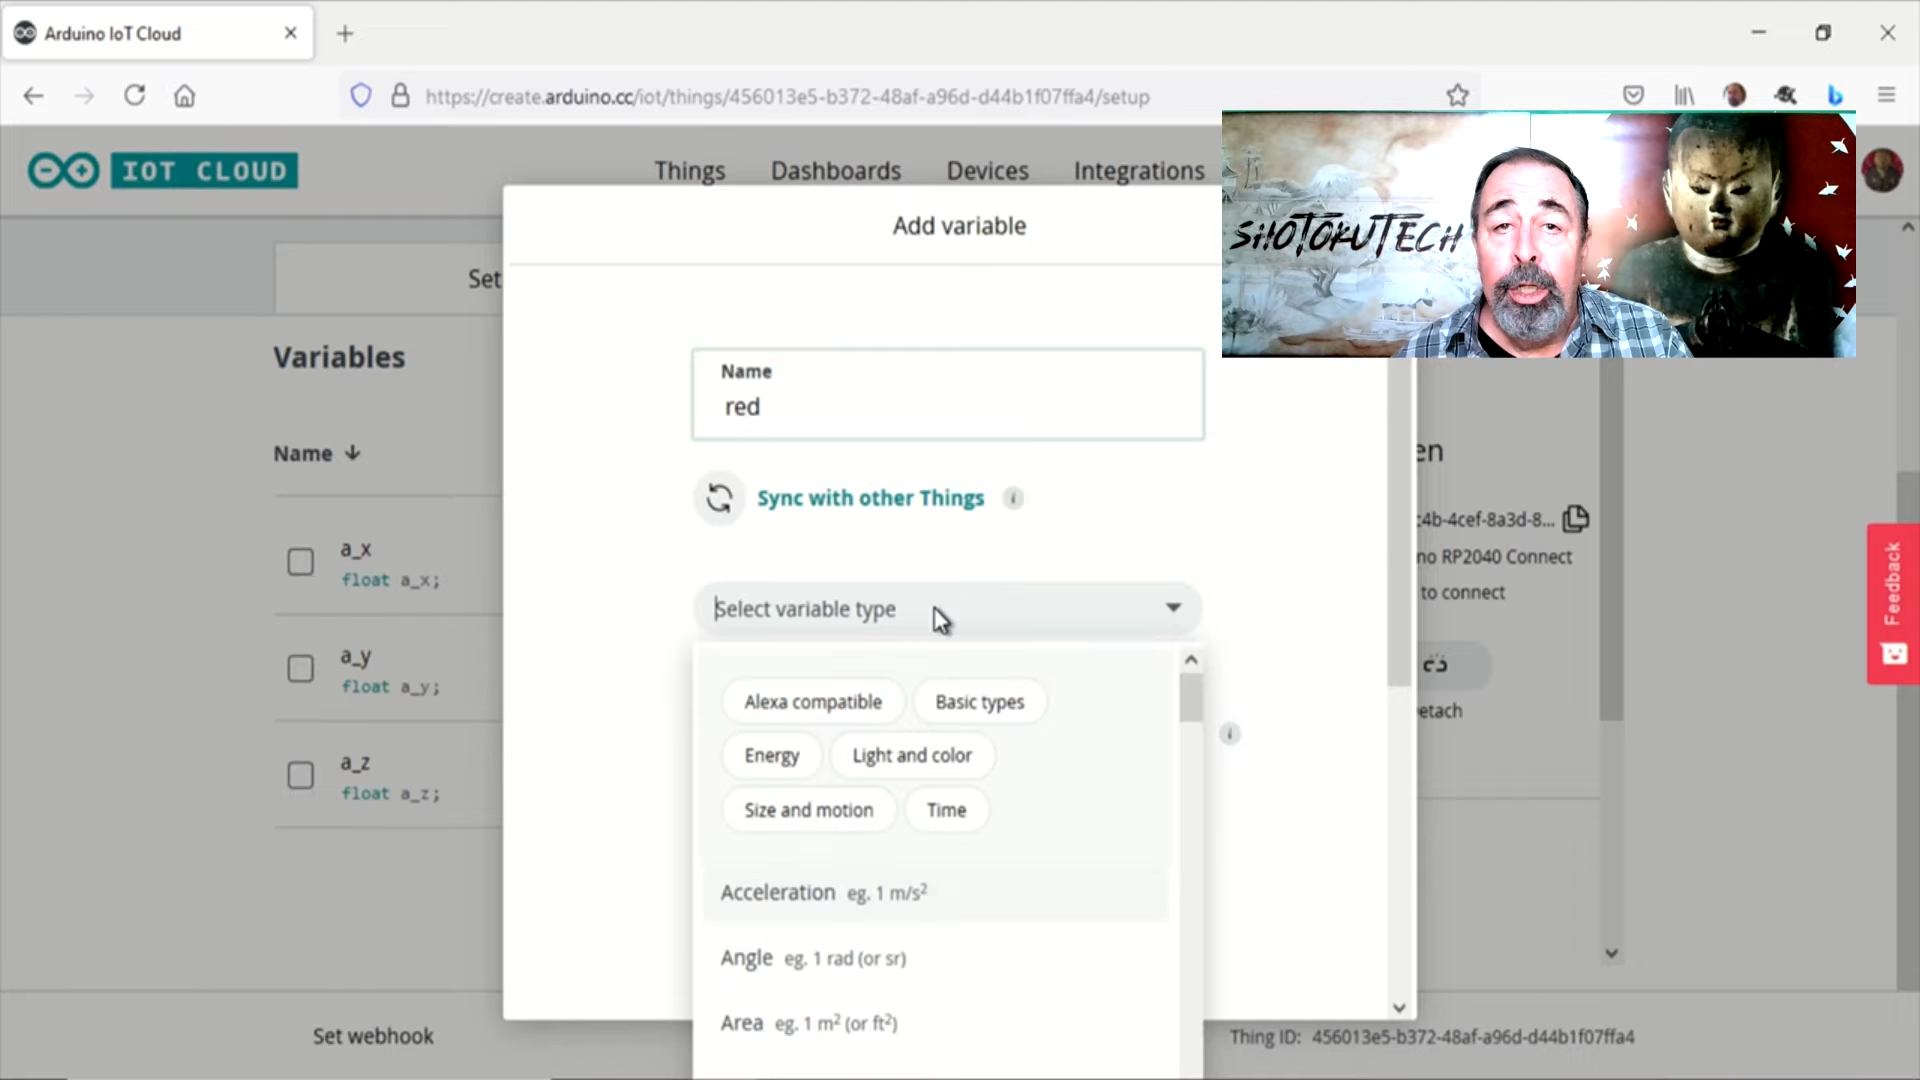 Arduino IoT Cloud
https://create.arduino.cc/iot/things/456013e5-b372-48af-a96d-d44b1f07ffa4/setup
IOT CLOUD
Things
Dashboards
Devices
Integrations
SHOTOKUTECH
Set
Add variable
Variables
Name
a_x
float a_x;
a_y
float a_y;
a_z
float a_z;
Name
red
Sync with other Things
i
Select variable type
Alexa compatible
Basic types
Energy
Light and color
Size and motion
Time
i
Acceleration eg. 1 m/s²
Angle eg. 1 rad (or sr)
Area eg. 1 m² (or ft²)
en
c4b-4cef-8a3d-8...
no RP2040 Connect
to connect
etach
Feedback
Set webhook
Thing ID: 456013e5-b372-48af-a96d-d44b1f07ffa4